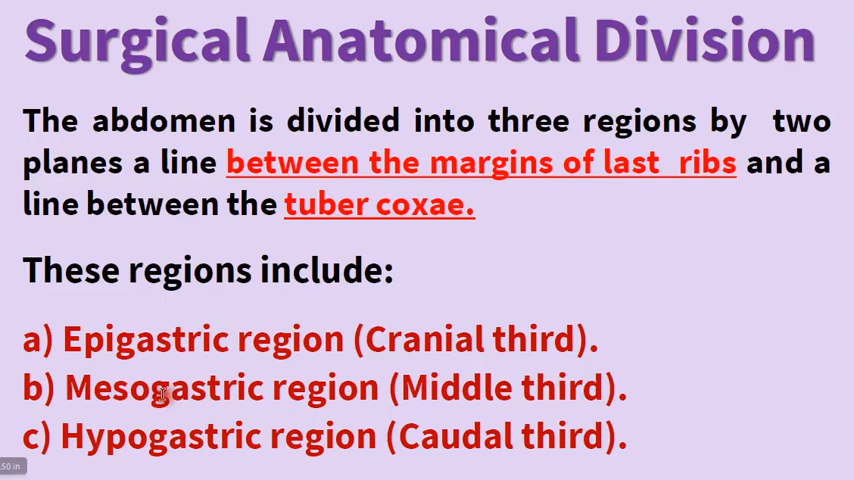 Surgical Anatomical Division
The abdomen is divided into three regions by two
planes a line between the margins of last ribs and a
line between the tuber coxae.
These regions include:
a) Epigastric region (Cranial third).
b) Mesogastric region (Middle third).
c) Hypogastric region (Caudal third).
.50 in